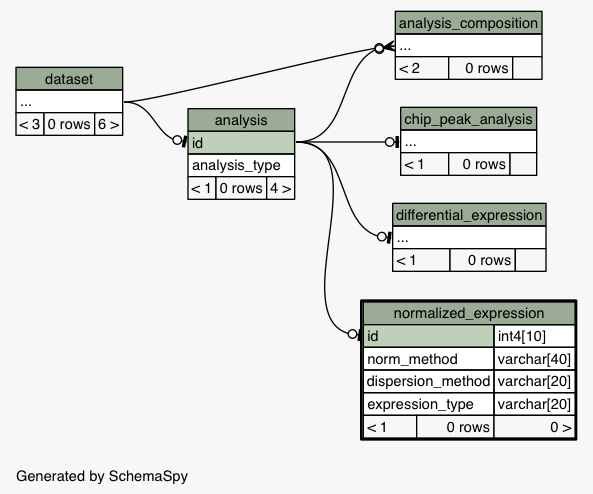 analysis_composition
...
< 2 0 rows
dataset
...
< 3 0 rows 6 >
analysis
id
analysis_type
< 1 0 rows 4 >
chip_peak_analysis
...
< 1 0 rows
differential_expression
...
< 1 0 rows
normalized_expression
id int4[10]
norm_method varchar[40]
dispersion_method varchar[20]
expression_type varchar[20]
< 1 0 rows 0 >
Generated by SchemaSpy